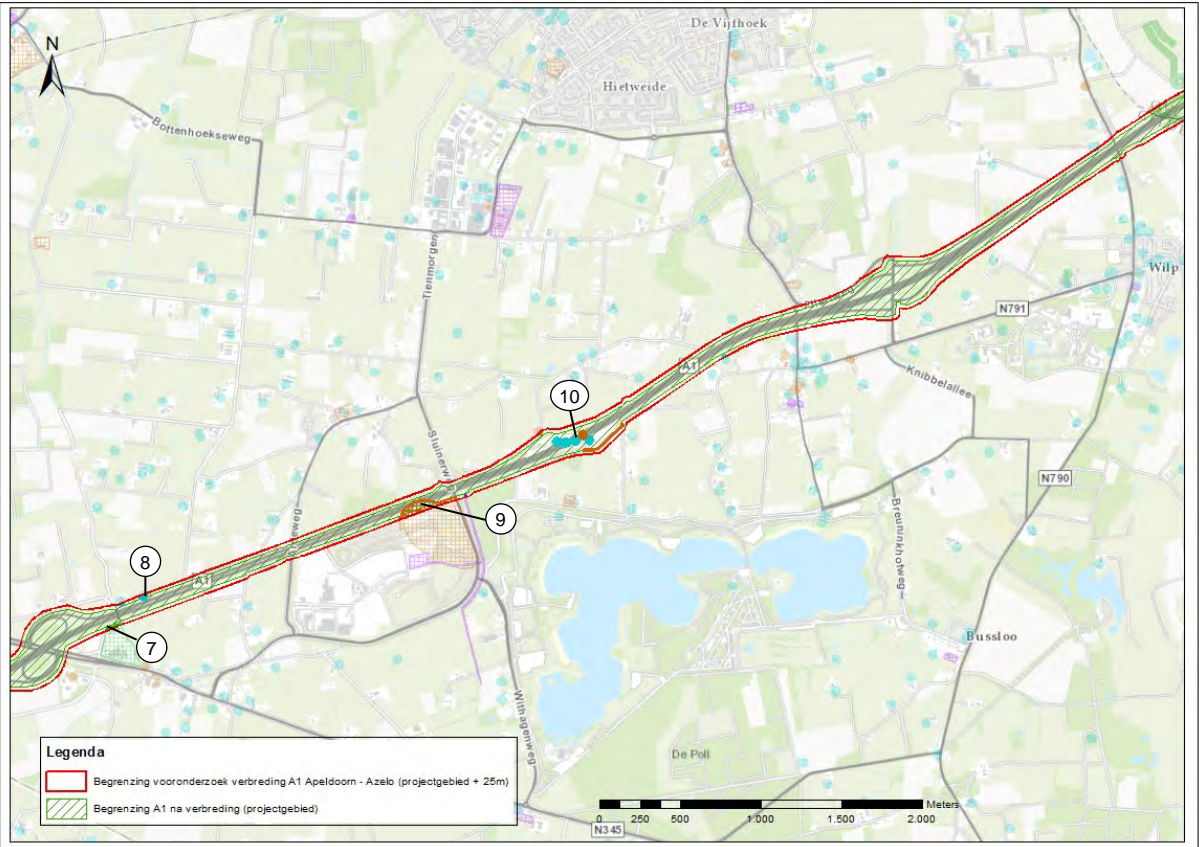 De Vijfhoek
N
Hietweide
Bottenhoekseweg
Tienmorgen
Wilp
N791
A1
Knibbelallee
10
Sluinerweg
N790
9
Breuninkhofweg
8
A1
Bussloo
7
Withagenweg
De Poll
Legenda
Begrenzing vooronderzoek verbreding A1 Apeldoorn - Azelo (projectgebied + 25m)
Begrenzing A1 na verbreding (projectgebied)
Meters
0 250 500 1.000 1.500 2.000
N345